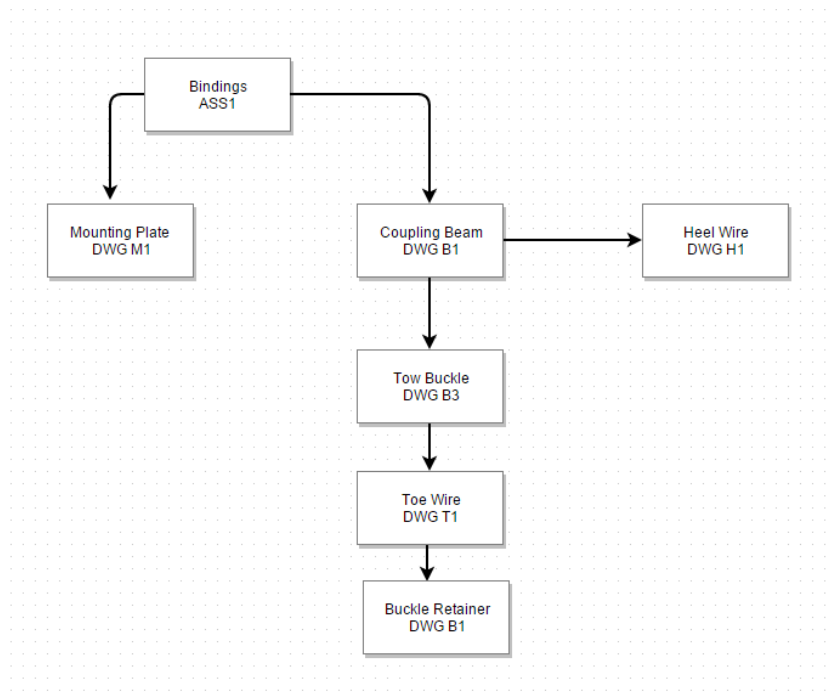 Bindings
ASS1
Mounting Plate
DWG M1
Coupling Beam
DWG B1
Heel Wire
DWG H1
Tow Buckle
DWG B3
Toe Wire
DWG T1
Buckle Retainer
DWG B1